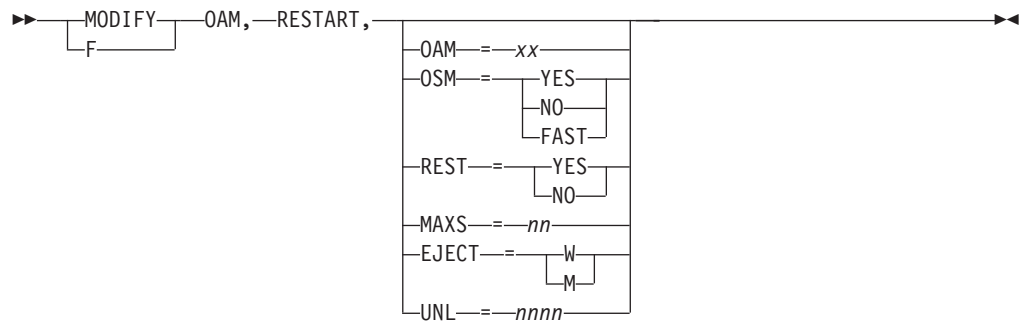 MODIFY OAM, RESTART,
F
OAM = xx
OSM = YES
NO
FAST
REST = YES
NO
MAXS = nn
EJECT = W
M
UNL = nnnn